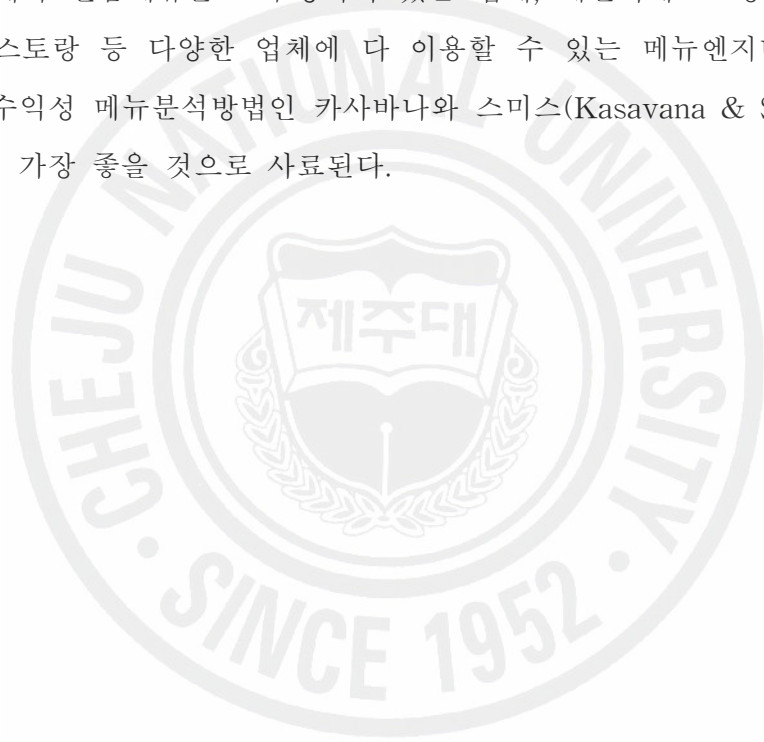 수익성 메뉴분석방법인 카사바나와 스미스(Kasavana & S
스토랑 등 다양한 업체에 다 이용할 수 있는 메뉴엔지
가장 좋을 것으로 사료된다.
CHEJU NATIONAL UNIVERSITY
제주대
SINCE 1952